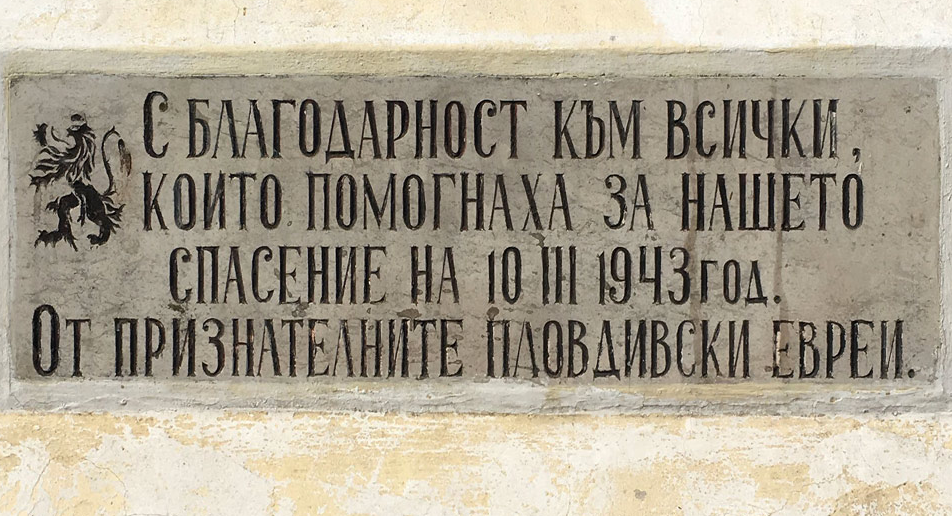 С БЛАГОДАРНОСТ КЪМ ВСИЧКИ,
КОИТО ПОМОГНАХА ЗА НАШЕТО
СПАСЕНИЕ НА 10 III 1943 год.
ОТ ПРИЗНАТЕЛНИТЕ ПЛОВДИВСКИ ЕВРЕИ.